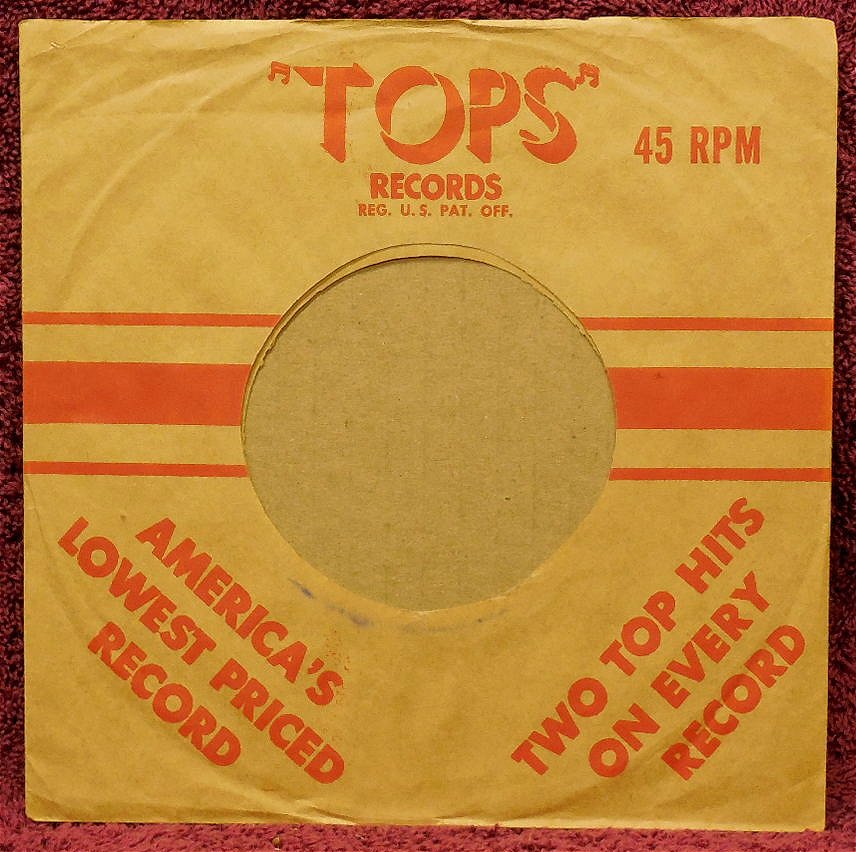 "TOPS"
45 RPM
RECORDS
REG. U.S. PAT. OFF.
AMERICA'S
LOWEST PRICED
RECORD
TWO TOP HITS
ON EVERY
RECORD